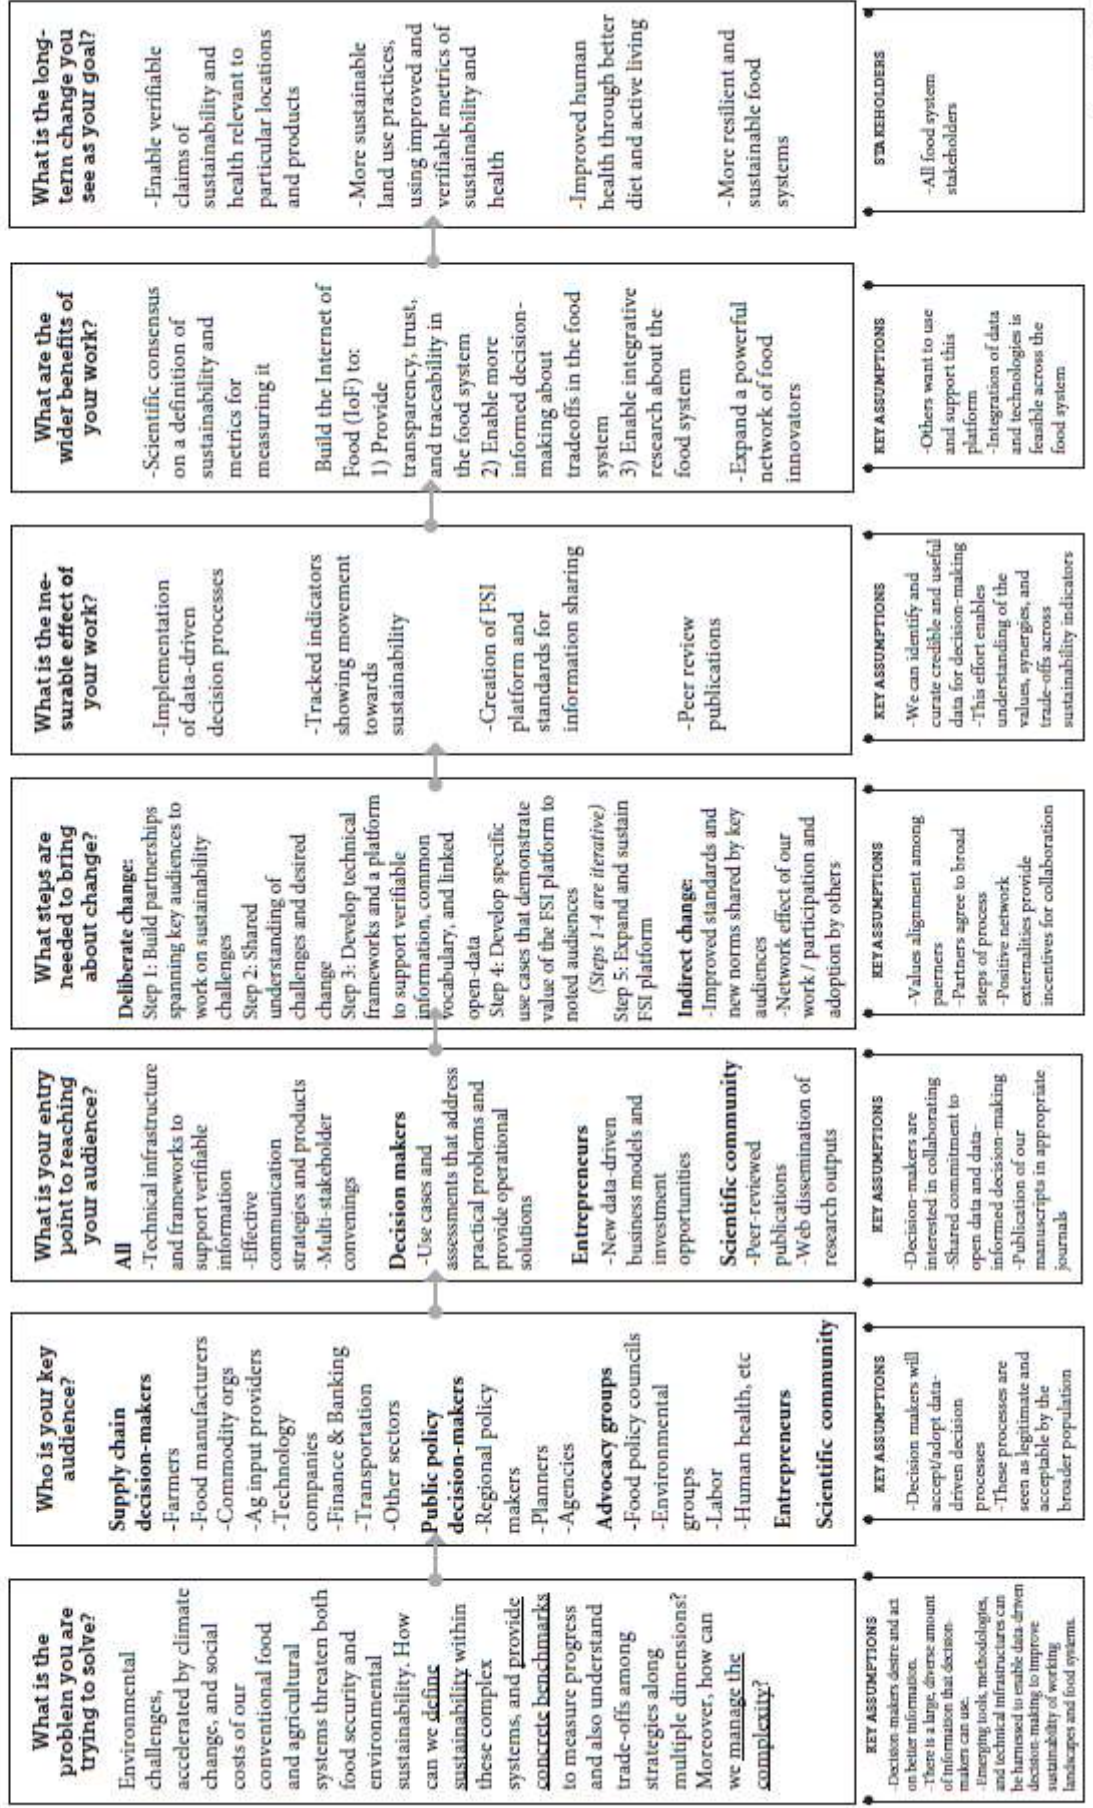 What is the
problem you are
trying to solve?
Environmental
challenges,
accelerated by climate
change, and social
costs of our
conventional food
and agricultural
systems threaten both
food security and
environmental
sustainability. How
can we define
sustainability within
these complex
systems, and provide
concrete benchmarks
to measure progress
and also understand
trade-offs among
strategies along
multiple dimensions?
Moreover, how can
we manage the
complexity?
KEY ASSUMPTIONS
-Decision-makers desire and act
on better information.
-There is a large, diverse amount
of information that decision-
makers can use.
-Emerging tools, methodologies,
and technical infrastructures can
be harnessed to enable data-driven
decision-making to improve
sustainability of working
landscapes and food systems.
Who is your key
audience?
Supply chain
decision-makers
-Farmers
-Food manufacturers
-Commodity orgs
-Ag input providers
-Technology
companies
-Finance & Banking
-Transportation
-Other sectors
Public policy
decision-makers
-Regional policy
makers
-Planners
-Agencies
Advocacy groups
-Food policy councils
-Environmental
groups
-Labor
-Human health, etc
Entrepreneurs
Scientific community
KEY ASSUMPTIONS
-Decision makers will
accept/adopt data-
driven decision
processes
-These processes are
seen as legitimate and
acceptable by the
broader population
What is your entry
point to reaching
your audience?
All
-Technical infrastructure
and frameworks to
support verifiable
information
-Effective
communication
strategies and products
-Multi-stakeholder
convenings
Decision makers
-Use cases and
assessments that address
practical problems and
provide operational
solutions
Entrepreneurs
-New data-driven
business models and
investment
opportunities
Scientific community
-Peer-reviewed
publications
-Web dissemination of
research outputs
KEY ASSUMPTIONS
-Decision-makers are
interested in collaborating
-Shared commitment to
open data and data-
informed decision-making
-Publication of our
manuscripts in appropriate
journals
What steps are
needed to bring
about change?
Deliberate change:
Step 1: Build partnerships
spanning key audiences to
work on sustainability
challenges
Step 2: Shared
understanding of
challenges and desired
change
Step 3: Develop technical
frameworks and a platform
to support verifiable
information, common
vocabulary, and linked
open-data
Step 4: Develop specific
use cases that demonstrate
value of the FSI platform to
noted audiences
(Steps 1-4 are iterative)
Step 5: Expand and sustain
FSI platform
Indirect change:
-Improved standards and
new norms shared by key
audiences
-Network effect of our
work / participation and
adoption by others
KEY ASSUMPTIONS
-Values alignment among
paerners
-Partners agree to broad
steps of process
-Positive network
externalities provide
incentives for collaboration
What is the me-
surable effect of
your work?
-Implementation
of data-driven
decision processes
-Tracked indicators
showing movement
towards
sustainability
-Creation of FSI
platform and
standards for
information sharing
-Peer review
publications
KEY ASSUMPTIONS
-We can identify and
curate credible and useful
data for decision-making
-This effort enables
understanding of the
values, synergies, and
trade-offs across
sustainability indicators
What are the
wider benefits of
your work?
-Scientific consensus
on a definition of
sustainability and
metrics for
measuring it
Build the Internet of
Food (IoF) to:
1) Provide
transparency, trust,
and traceability in
the food system
2) Enable more
informed decision-
making about
tradeoffs in the food
system
3) Enable integrative
research about the
food system
-Expand a powerful
network of food
innovators
KEY ASSUMPTIONS
-Others want to use
and support this
platform
-Integration of data
and technologies is
feasible across the
food system
What is the long-
term change you
see as your goal?
-Enable verifiable
claims of
sustainability and
health relevant to
particular locations
and products
-More sustainable
land use practices,
using improved and
verifiable metrics of
sustainability and
health
-Improved human
health through better
diet and active living
-More resilient and
sustainable food
systems
STAKEHOLDERS
-All food system
stakeholders